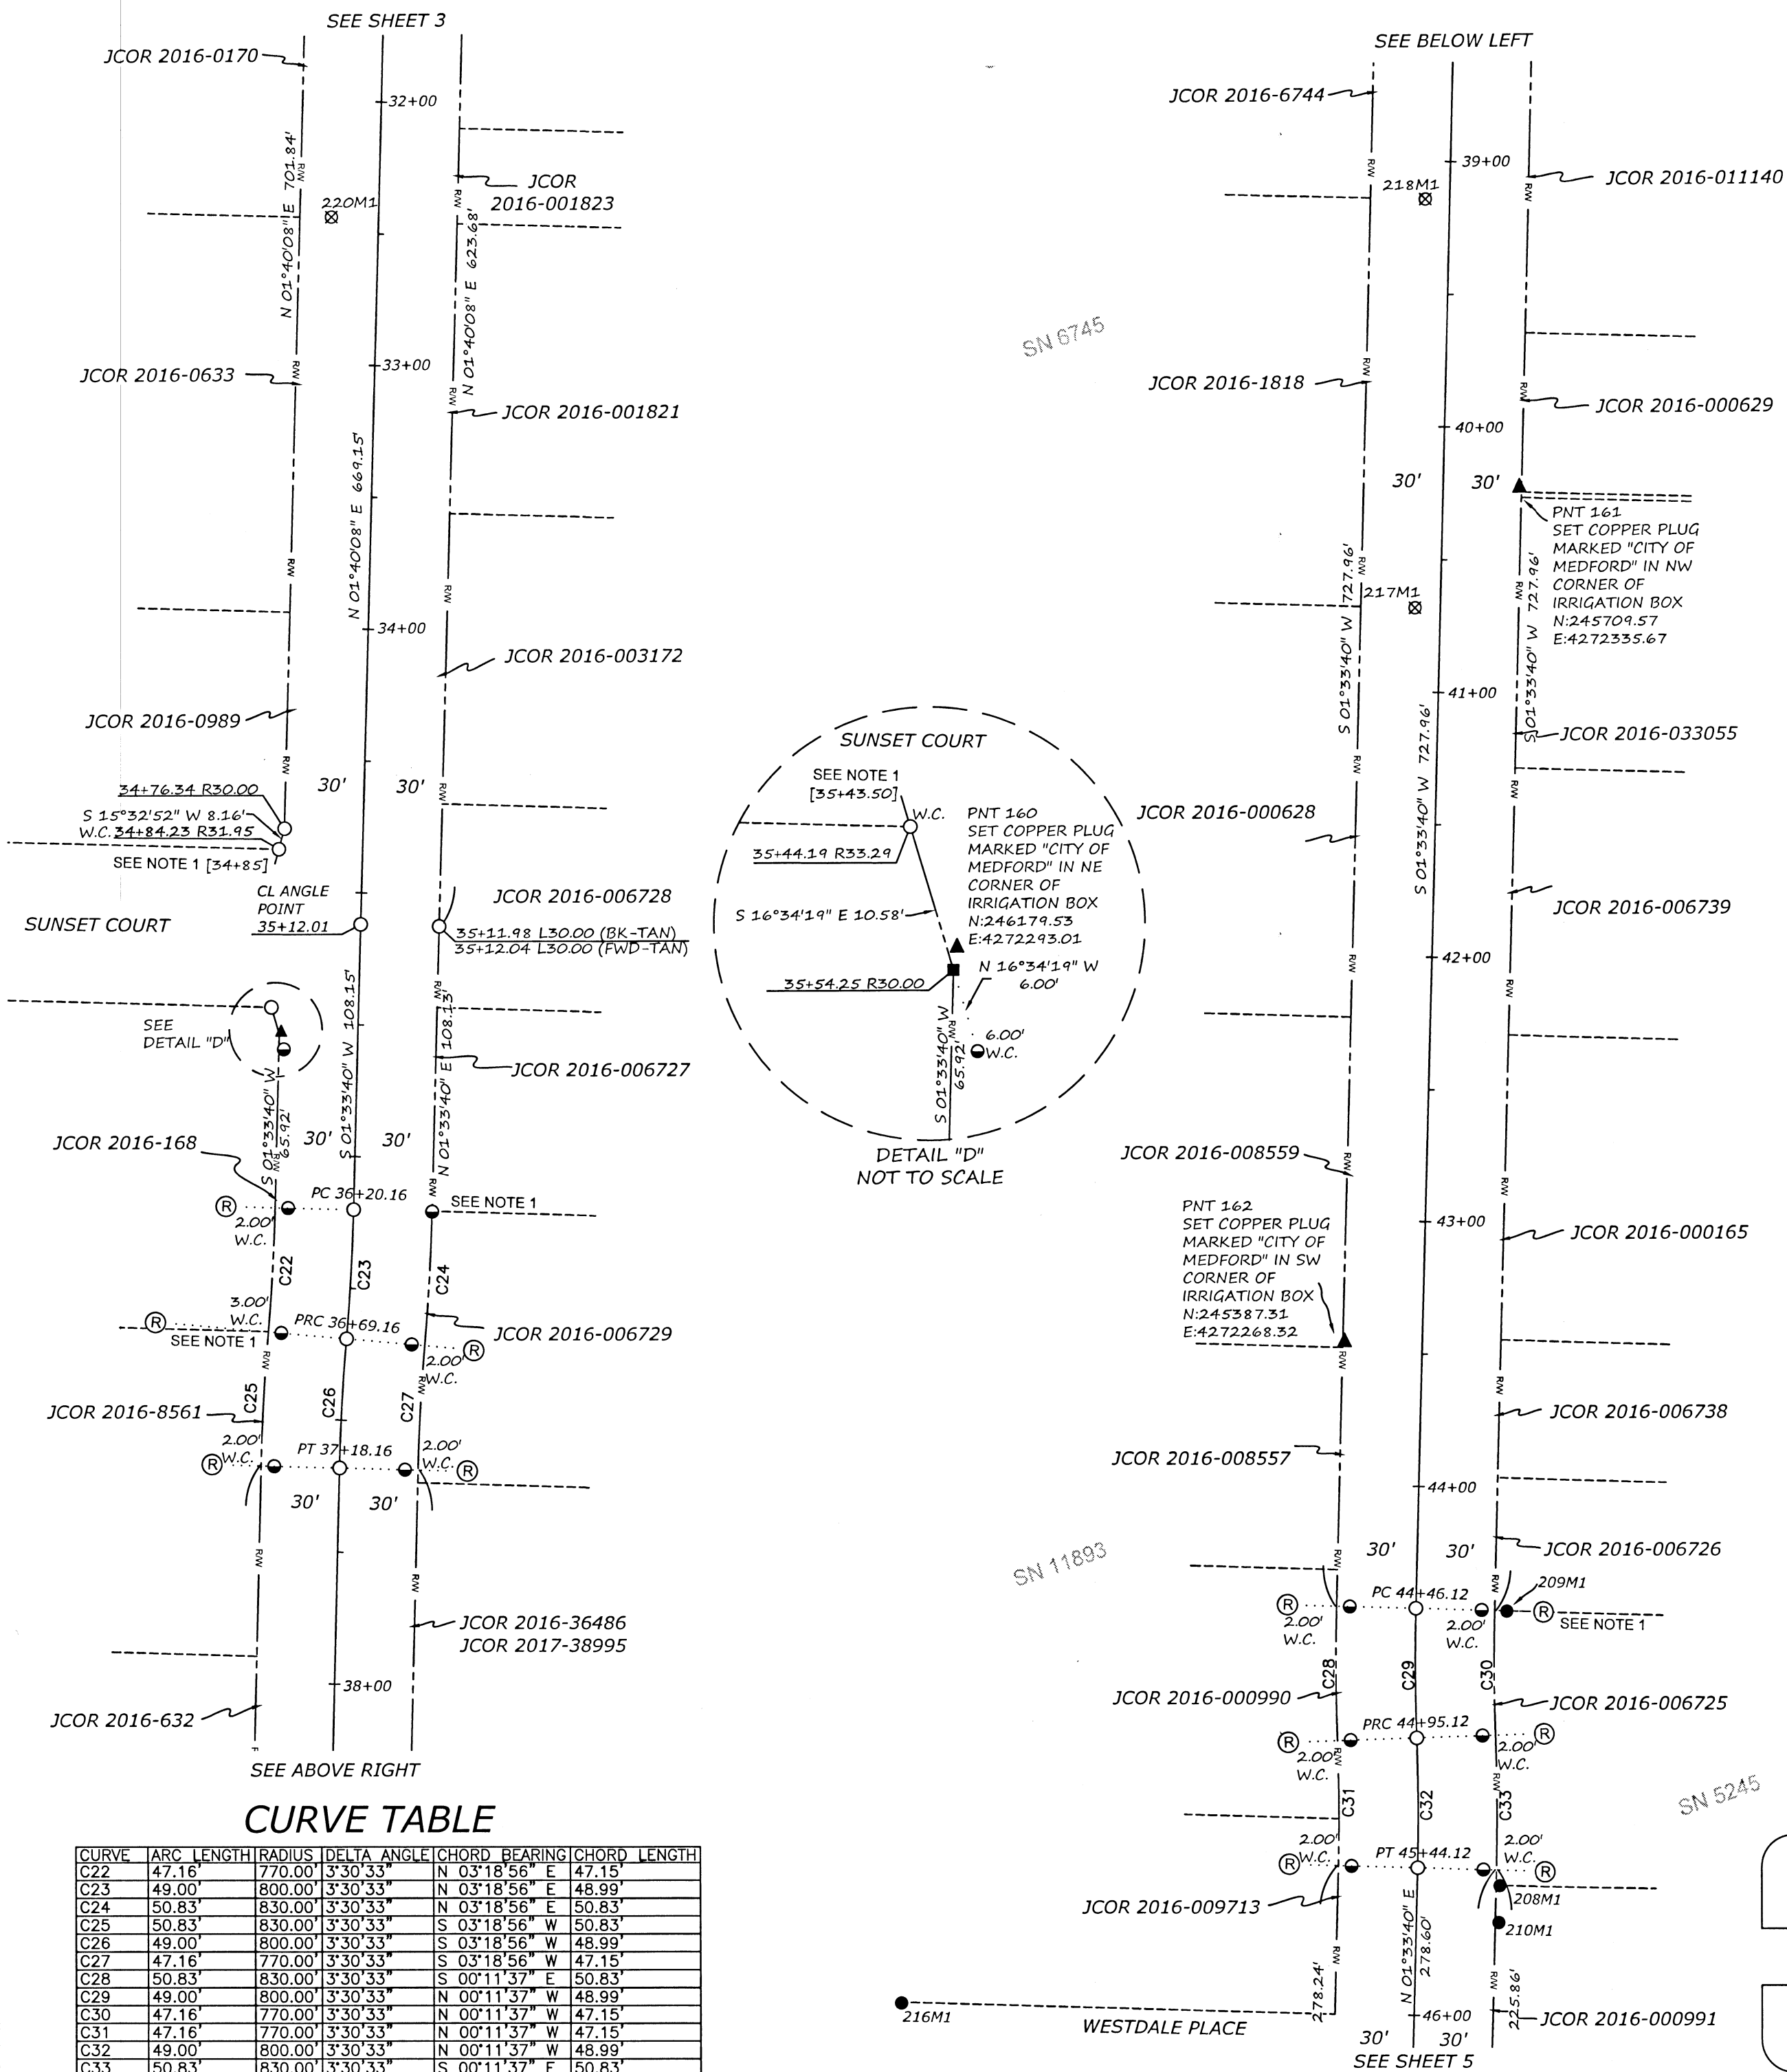 SEE SHEET 3
JCOR 2016-0170
32+00
N 01°40'08" E 701.84'
R/W
R/W
JCOR
2016-001823
220M1
N 01°40'08" E 623.68'
R/W
33+00
JCOR 2016-0633
R/W
JCOR 2016-001821
N 01°40'08" E 669.15'
R/W
R/W
34+00
JCOR 2016-003172
JCOR 2016-0989
R/W
30'
30'
R/W
34+76.34 R30.00
S 15°32'52" W 8.16'
W.C. 34+84.23 R31.95
SEE NOTE 1 [34+85]
CL ANGLE
POINT
35+12.01
JCOR 2016-006728
SUNSET COURT
35+11.98 L30.00 (BK-TAN)
35+12.04 L30.00 (FWD-TAN)
SEE
DETAIL "D"
S 01°33'40" W 108.15'
R/W
N 01°33'40" E 108.13'
JCOR 2016-006727
S 01°33'40" W
65.92'
R/W
30'
30'
JCOR 2016-168
R/W
PC 36+20.16
SEE NOTE 1
R
2.00'
W.C.
C22
C23
C24
3.00'
W.C.
R
PRC 36+69.16
SEE NOTE 1
JCOR 2016-006729
R
2.00'
W.C.
R/W
R/W
C25
C26
C27
JCOR 2016-8561
2.00'
W.C.
R
PT 37+18.16
2.00'
W.C.
R
30'
30'
R/W
R/W
JCOR 2016-36486
JCOR 2017-38995
38+00
JCOR 2016-632
SEE ABOVE RIGHT
CURVE TABLE
CURVE ARC LENGTH RADIUS DELTA ANGLE CHORD BEARING CHORD LENGTH
C22 47.16' 770.00' 3°30'33" N 03°18'56" E 47.15'
C23 49.00' 800.00' 3°30'33" N 03°18'56" E 48.99'
C24 50.83' 830.00' 3°30'33" N 03°18'56" E 50.83'
C25 50.83' 830.00' 3°30'33" S 03°18'56" W 50.83'
C26 49.00' 800.00' 3°30'33" S 03°18'56" W 48.99'
C27 47.16' 770.00' 3°30'33" S 03°18'56" W 47.15'
C28 50.83' 830.00' 3°30'33" S 00°11'37" E 50.83'
C29 49.00' 800.00' 3°30'33" N 00°11'37" W 48.99'
C30 47.16' 770.00' 3°30'33" N 00°11'37" W 47.15'
C31 47.16' 770.00' 3°30'33" N 00°11'37" W 47.15'
C32 49.00' 800.00' 3°30'33" N 00°11'37" W 48.99'
C33 50.83' 830.00' 3°30'33" S 00°11'37" E 50.83'
SN 6745
SUNSET COURT
SEE NOTE 1
[35+43.50]
W.C.
35+44.19 R33.29
PNT 160
SET COPPER PLUG
MARKED "CITY OF
MEDFORD" IN NE
CORNER OF
IRRIGATION BOX
N:246179.53
E:4272293.01
S 16°34'19" E 10.58'
35+54.25 R30.00
N 16°34'19" W
6.00'
6.00'
W.C.
S 01°33'40" W
65.92'
R/W
DETAIL "D"
NOT TO SCALE
SN 11893
SEE BELOW LEFT
JCOR 2016-6744
39+00
R/W
R/W
218M1
JCOR 2016-011140
JCOR 2016-1818
R/W
R/W
JCOR 2016-000629
40+00
30'
30'
PNT 161
SET COPPER PLUG
MARKED "CITY OF
MEDFORD" IN NW
CORNER OF
IRRIGATION BOX
N:245709.57
E:4272335.67
S 01°33'40" W 727.96'
R/W
217M1
R/W
S 01°33'40" W 727.96'
41+00
JCOR 2016-033055
R/W
S 01°33'40" W 727.96'
JCOR 2016-000628
JCOR 2016-006739
42+00
R/W
R/W
JCOR 2016-008559
R/W
R/W
PNT 162
SET COPPER PLUG
MARKED "CITY OF
MEDFORD" IN SW
CORNER OF
IRRIGATION BOX
N:245387.31
E:4272268.32
43+00
JCOR 2016-000165
R/W
R/W
JCOR 2016-006738
JCOR 2016-008557
44+00
R/W
30'
30'
JCOR 2016-006726
R/W
PC 44+46.12
209M1
R
2.00'
W.C.
2.00'
W.C.
R
SEE NOTE 1
C28
C29
C30
R/W
JCOR 2016-000990
JCOR 2016-006725
PRC 44+95.12
R
2.00'
W.C.
R
2.00'
W.C.
R/W
R/W
C31
C32
C33
SN 5245
2.00'
W.C.
R
PT 45+44.12
2.00'
W.C.
R
208M1
210M1
JCOR 2016-009713
R/W
N 01°33'40" E
278.60'
R/W
278.24'
225.86'
216M1
WESTDALE PLACE
46+00
JCOR 2016-000991
30'
30'
SEE SHEET 5